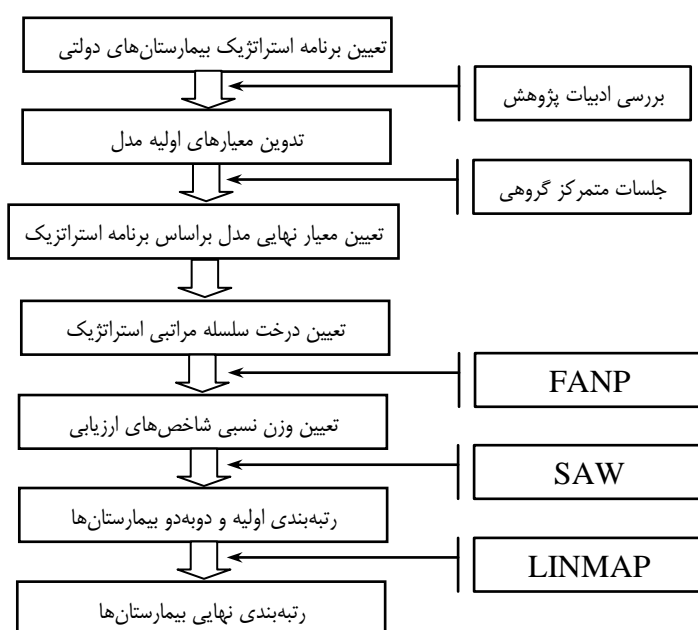 تعیین برنامه استراتژیک بیمارستان‌های دولتی
بررسی ادبیات پژوهش
تدوین معیارهای اولیه مدل
جلسات متمرکز گروهی
تعیین معیار نهایی مدل براساس برنامه استراتزیک
تعیین درخت سلسله مراتبی استراتژیک
FANP
تعیین وزن نسبی شاخص‌های ارزیابی
SAW
رتبه‌بندی اولیه و دوبه‌دو بیمارستان‌ها
LINMAP
رتبه‌بندی نهایی بیمارستان‌ها